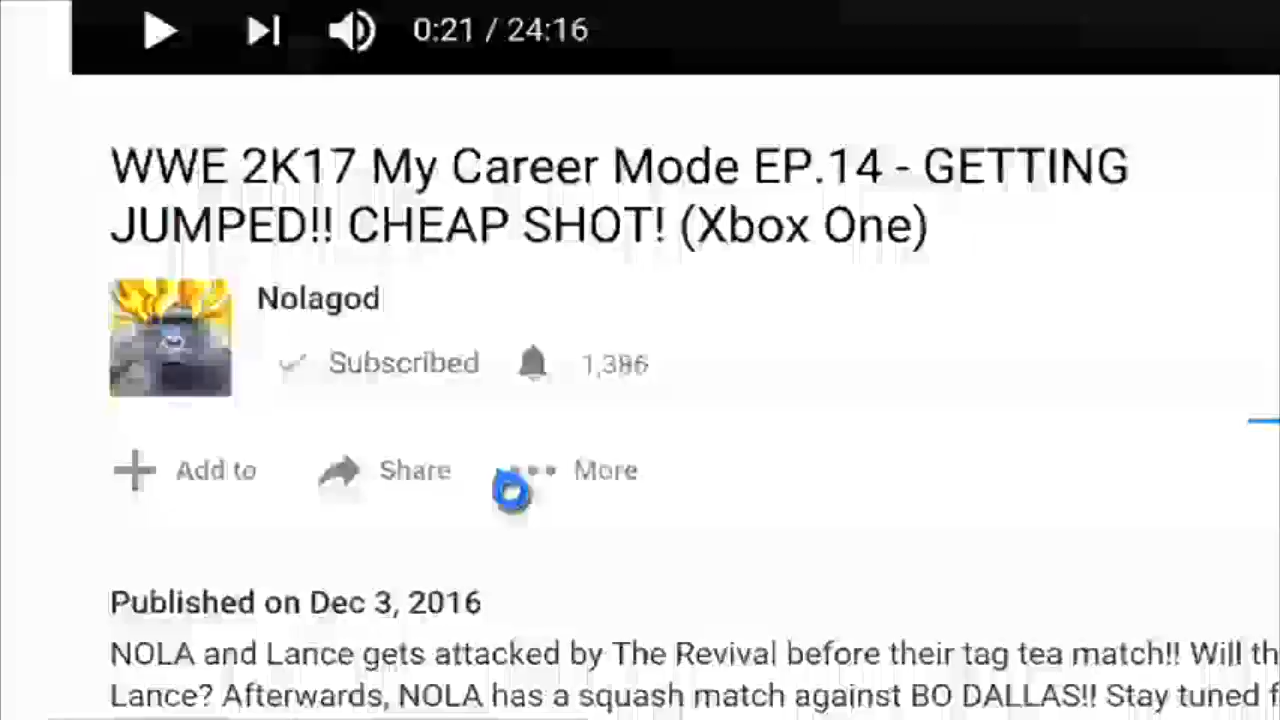 0:21 / 24:16
WWE 2K17 My Career Mode EP.14 - GETTING
JUMPED!! CHEAP SHOT! (Xbox One)
Nolagod
Subscribed 1,386
Add to Share More
Published on Dec 3, 2016
NOLA and Lance gets attacked by The Revival before their tag tea match!! Will th
Lance? Afterwards, NOLA has a squash match against BO DALLAS!! Stay tuned f